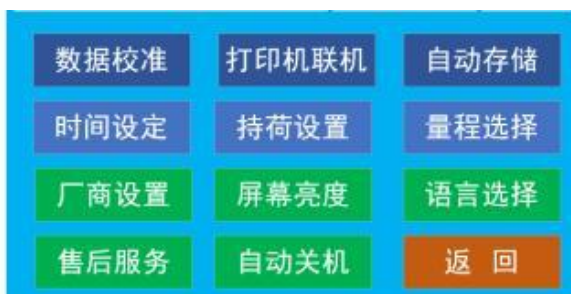 数据校准 打印机联机 自动存储
时间设定 持荷设置 量程选择
厂商设置 屏幕亮度 语言选择
售后服务 自动关机 返 回